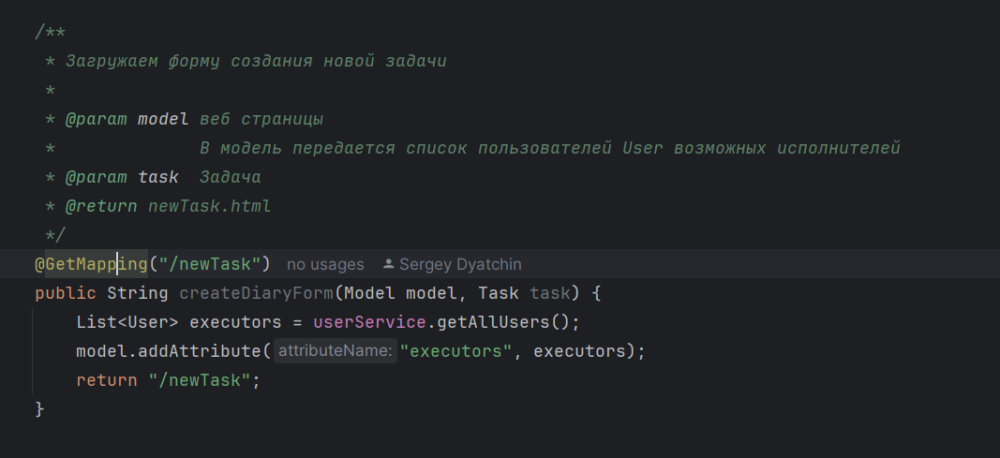 /**
 * Загружаем форму создания новой задачи
 *
 * @param model веб страницы
 *              В модель передается список пользователей User возможных исполнителей
 * @param task  Задача
 * @return newTask.html
 */
@GetMapping("/newTask") no usages Sergey Dyatchin
public String createDiaryForm(Model model, Task task) {
    List<User> executors = userService.getAllUsers();
    model.addAttribute( attributeName: "executors", executors);
    return "/newTask";
}